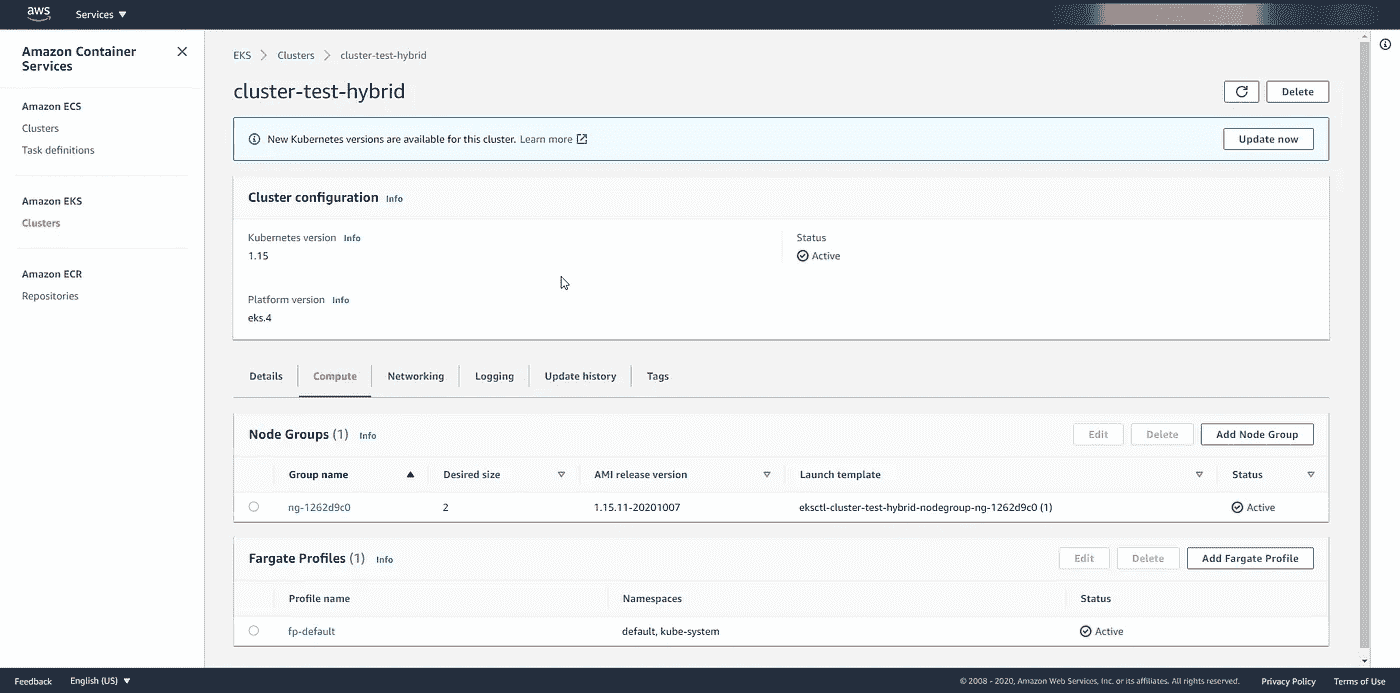 aws Services ▼
Amazon Container
Services
Amazon ECS
Clusters
Task definitions
Amazon EKS
Clusters
Amazon ECR
Repositories
EKS > Clusters > cluster-test-hybrid
cluster-test-hybrid
Delete
New Kubernetes versions are available for this cluster. Learn more
Update now
Cluster configuration Info
Kubernetes version Info
1.15
Status
Active
Platform version Info
eks.4
Details Compute Networking Logging Update history Tags
Node Groups (1) Info
Edit Delete Add Node Group
Group name Desired size AMI release version Launch template Status
ng-1262d9c0 2 1.15.11-20201007 eksctl-cluster-test-hybrid-nodegroup-ng-1262d9c0 (1) Active
Fargate Profiles (1) Info
Edit Delete Add Fargate Profile
Profile name Namespaces Status
fp-default default, kube-system Active
Feedback English (US) ▼ © 2008 - 2020, Amazon Web Services, Inc. or its affiliates. All rights reserved. Privacy Policy Terms of Use